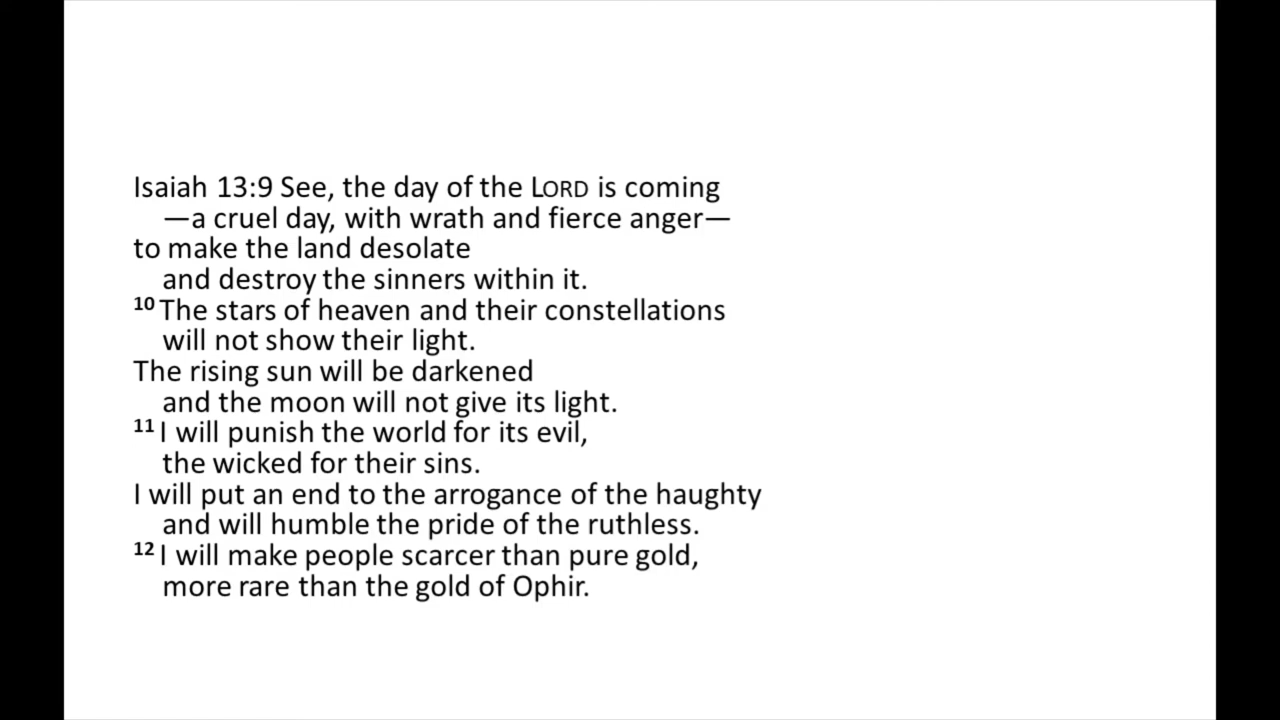 Isaiah 13:9 See, the day of the LORD is coming
—a cruel day, with wrath and fierce anger—
to make the land desolate
and destroy the sinners within it.
10 The stars of heaven and their constellations
will not show their light.
The rising sun will be darkened
and the moon will not give its light.
11 I will punish the world for its evil,
the wicked for their sins.
I will put an end to the arrogance of the haughty
and will humble the pride of the ruthless.
12 I will make people scarcer than pure gold,
more rare than the gold of Ophir.